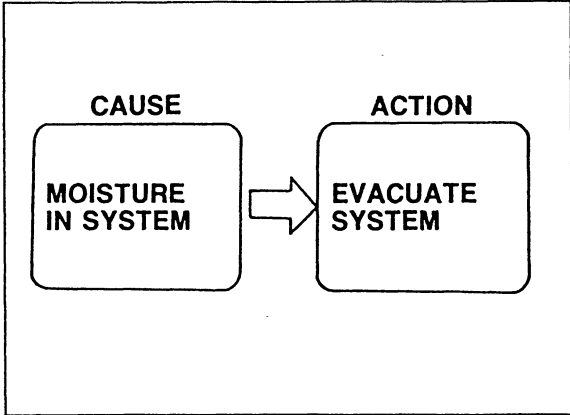 CAUSE
MOISTURE
IN SYSTEM
ACTION
EVACUATE
SYSTEM